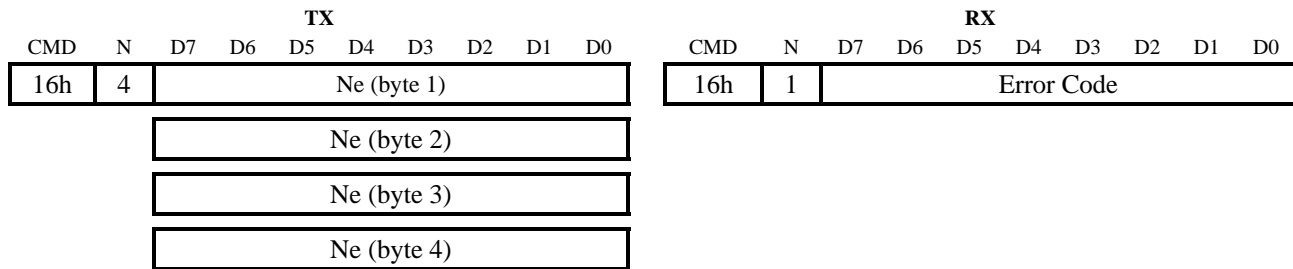 TX RX
CMD N D7 D6 D5 D4 D3 D2 D1 D0 CMD N D7 D6 D5 D4 D3 D2 D1 D0
16h 4 Ne (byte 1) 16h 1 Error Code
Ne (byte 2)
Ne (byte 3)
Ne (byte 4)